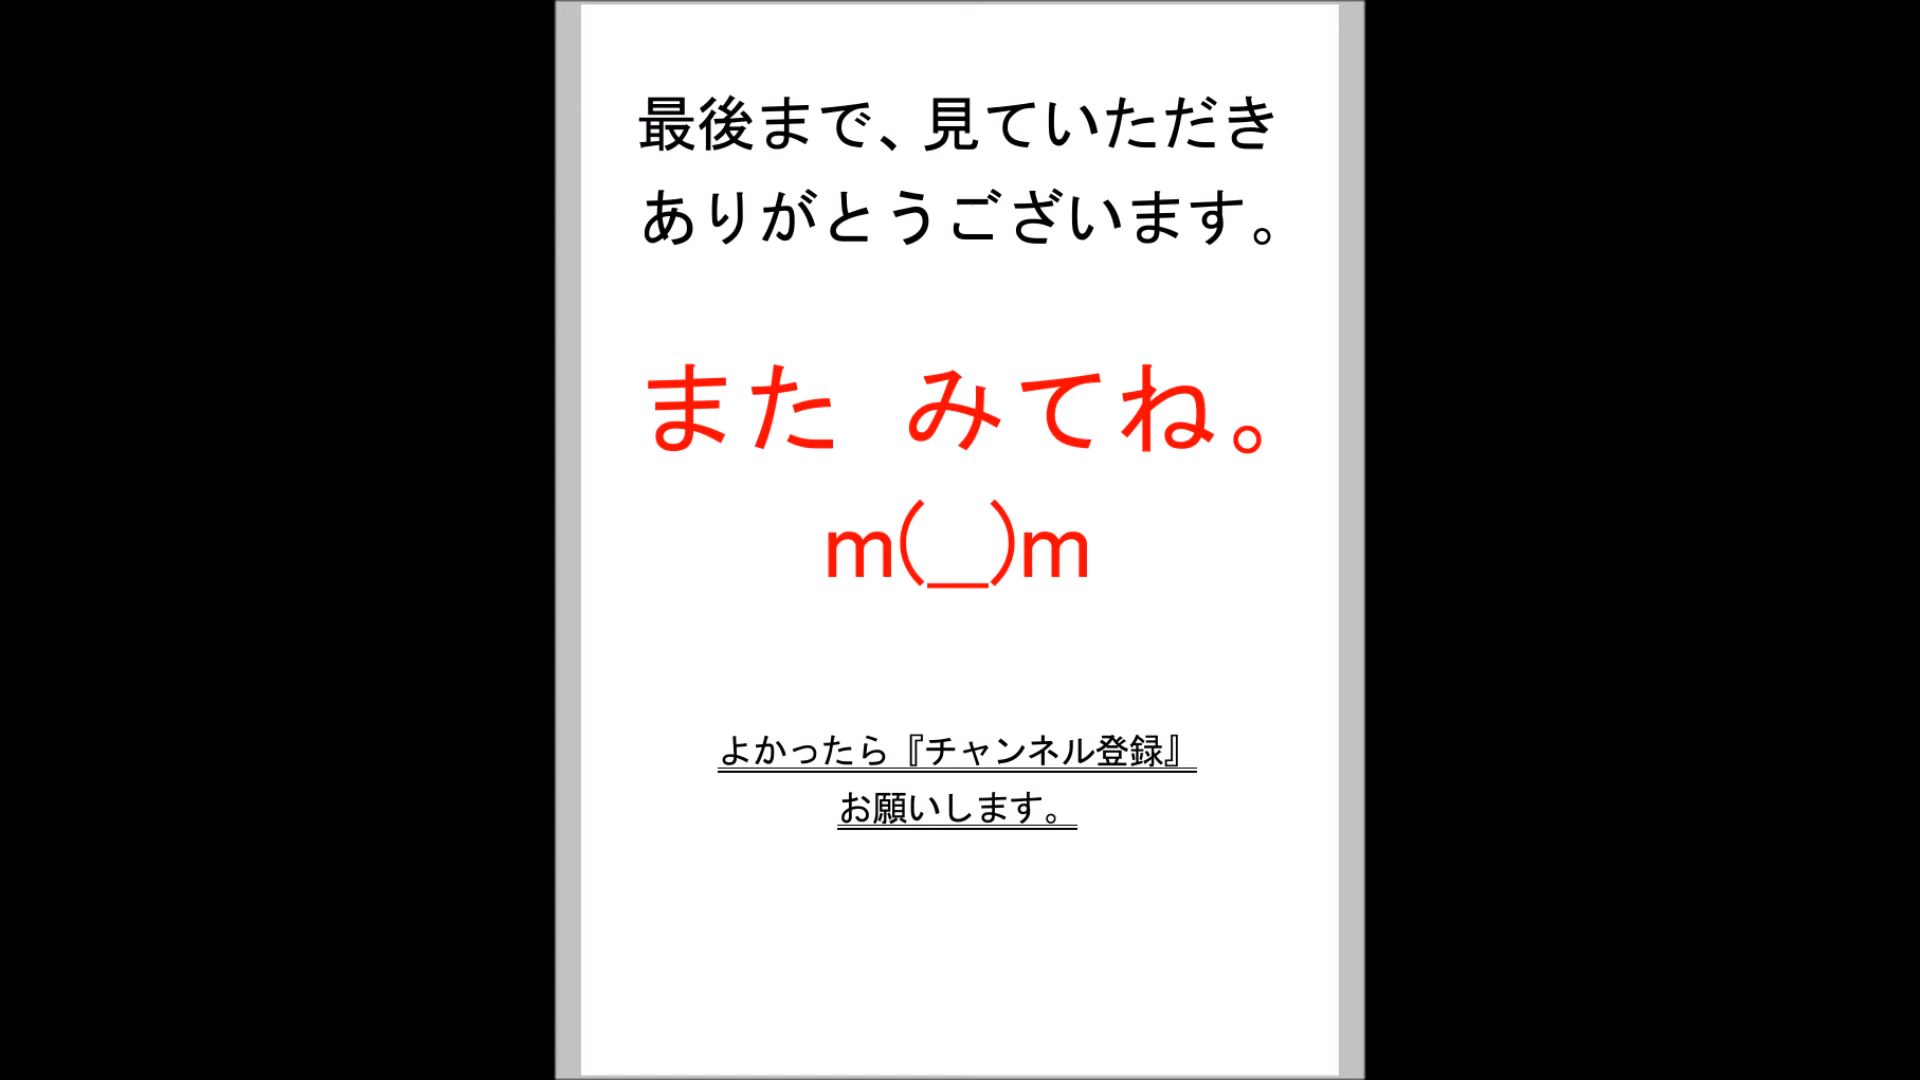 最後まで、見ていただき
ありがとうございます。
また みてね。
m(__)m
よかったら『チャンネル登録』
お願いします。